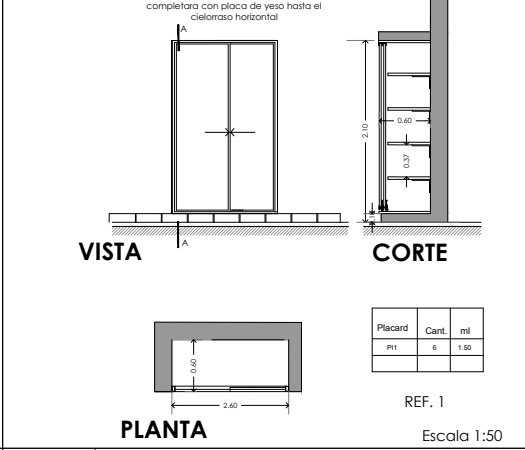 completara con placa de yeso hasta el
cielorraso horizontal
A
A
VISTA
2.10
0.60
0.37
CORTE
0.60
2.60
PLANTA
Placard Cant. ml
Pl1 6 1.50
REF. 1
Escala 1:50